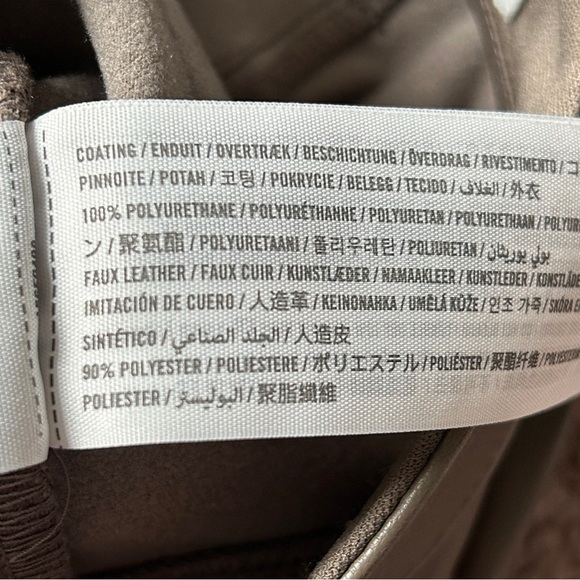 COATING / ENDUIT / OVERTRÆK / BESCHICHTUNG / ÖVERDRAG / RIVESTIMENTO / コ
PINNOITE / POTAH / 코팅 / POKRYCIE / BELEGG / TECIDO / الغلاف / 外衣
100% POLYURETHANE / POLYURÉTHANNE / POLYURETAN / POLYURETHAAN / POLYURE
ン / 聚氨酯 / POLYURETAANI / 폴리우레탄 / POLIURETAN / بولي يوريثان
FAUX LEATHER / FAUX CUIR / KUNSTLÆDER / NAMAAKLEER / KUNSTLEDER / KONSTLÄDE
IMITACIÓN DE CUERO / 人造革 / KEINONAHKA / UMĚLÁ KŮŽE / 인조 가죽 / SKÓRA
SINTÉTICO / الجلد الصناعي / 人造皮
90% POLYESTER / POLIESTERE / ポリエステル / POLIÉSTER / 聚酯纤维 / POLYESTER
POLIESTER / البوليستر / 聚脂纖維